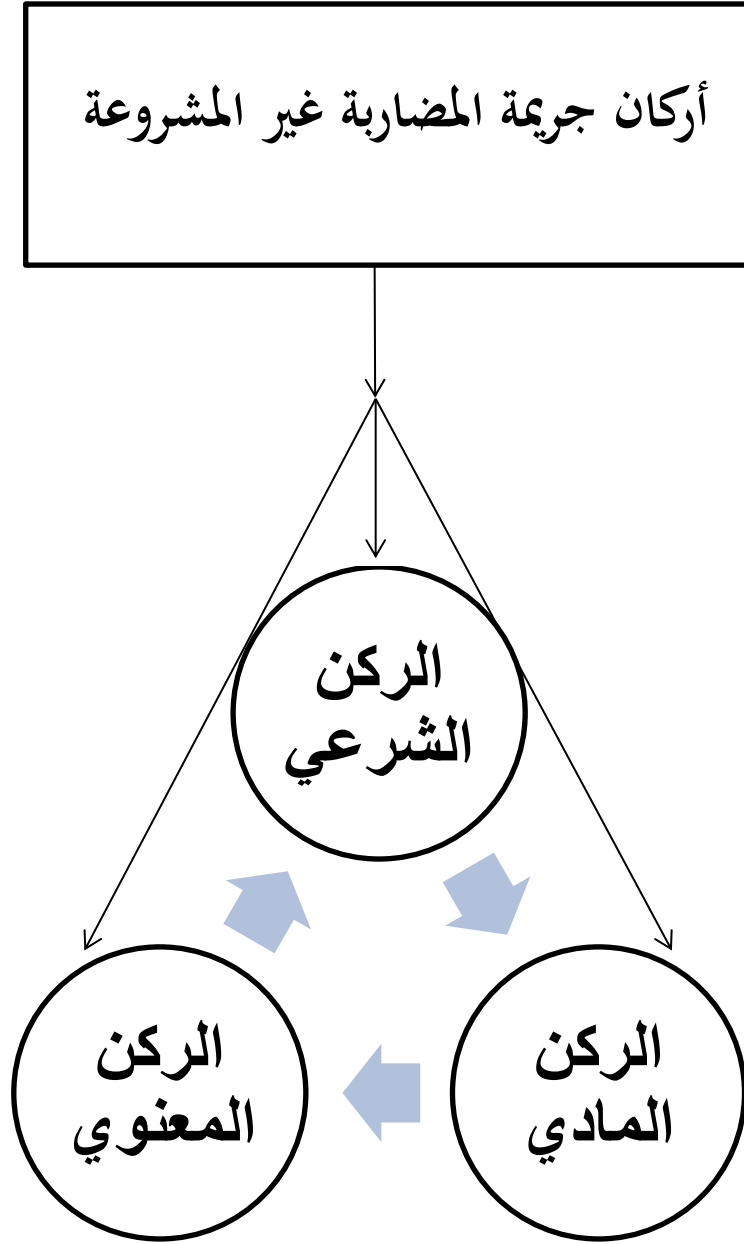 أركان جريمة المضاربة غير المشروعة
الركن
الشرعي
الركن
المادي
الركن
المعنوي